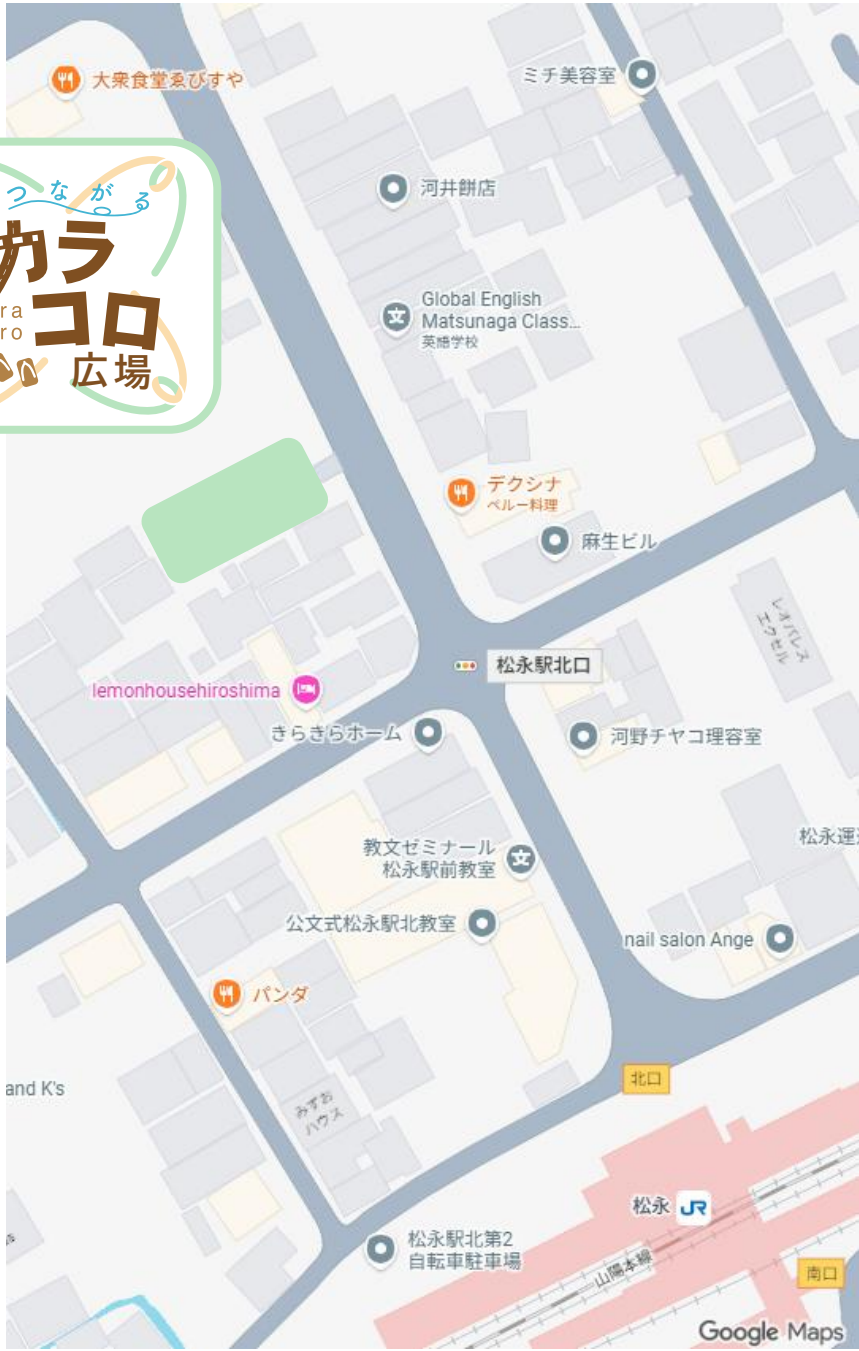 大衆食堂ゑびすや
ミチ美容室
つながる
カラ
ra
ro
コロ
広場
河井餅店
Global English
Matsunaga Class...
英語学校
デクシナ
ペルー料理
麻生ビル
レオパレス
エクセル
松永駅北口
lemonhousehiroshima
きらきらホーム
河野チヤコ理容室
松永運
教文ゼミナール
松永駅前教室
公文式松永駅北教室
nail salon Ange
パンダ
and K's
北口
みすお
ハウス
松永 JR
松永駅北第2
自転車駐車場
山陽本線
南口
Google Maps